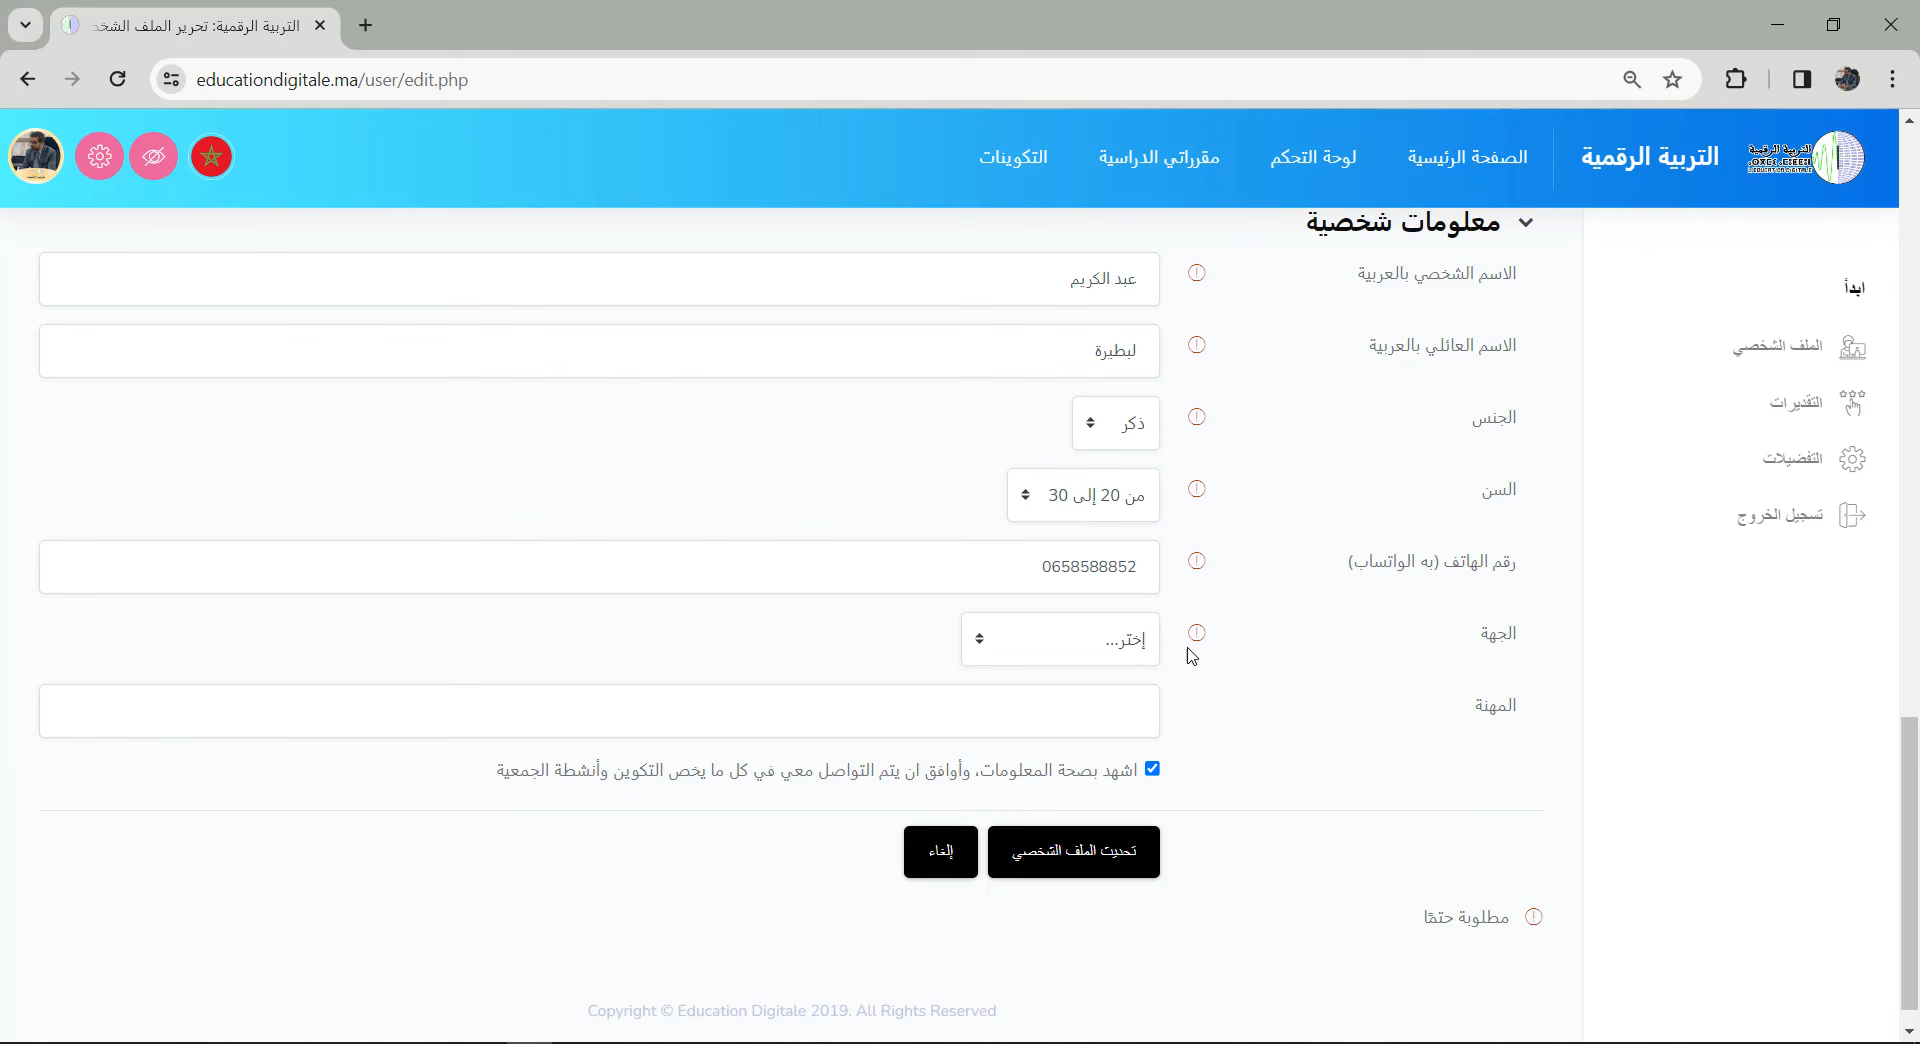 التربية الرقمية: تحرير الملف الشخص
educationdigitale.ma/user/edit.php
التربية الرقمية
الصفحة الرئيسية
لوحة التحكم
مقرراتي الدراسية
التكوينات
ابدأ
الملف الشخصي
التقديرات
التفضيلات
تسجيل الخروج
معلومات شخصية
الاسم الشخصي بالعربية
عبد الكريم
الاسم العائلي بالعربية
لبطيرة
الجنس
ذكر
السن
من 20 إلى 30
رقم الهاتف (به الواتساب)
0658588852
الجهة
إختر...
المهنة
اشهد بصحة المعلومات، وأوافق ان يتم التواصل معي في كل ما يخص التكوين وأنشطة الجمعية
تحديث الملف الشخصي
إلغاء
مطلوبة حتمًا
Copyright © Education Digitale 2019. All Rights Reserved